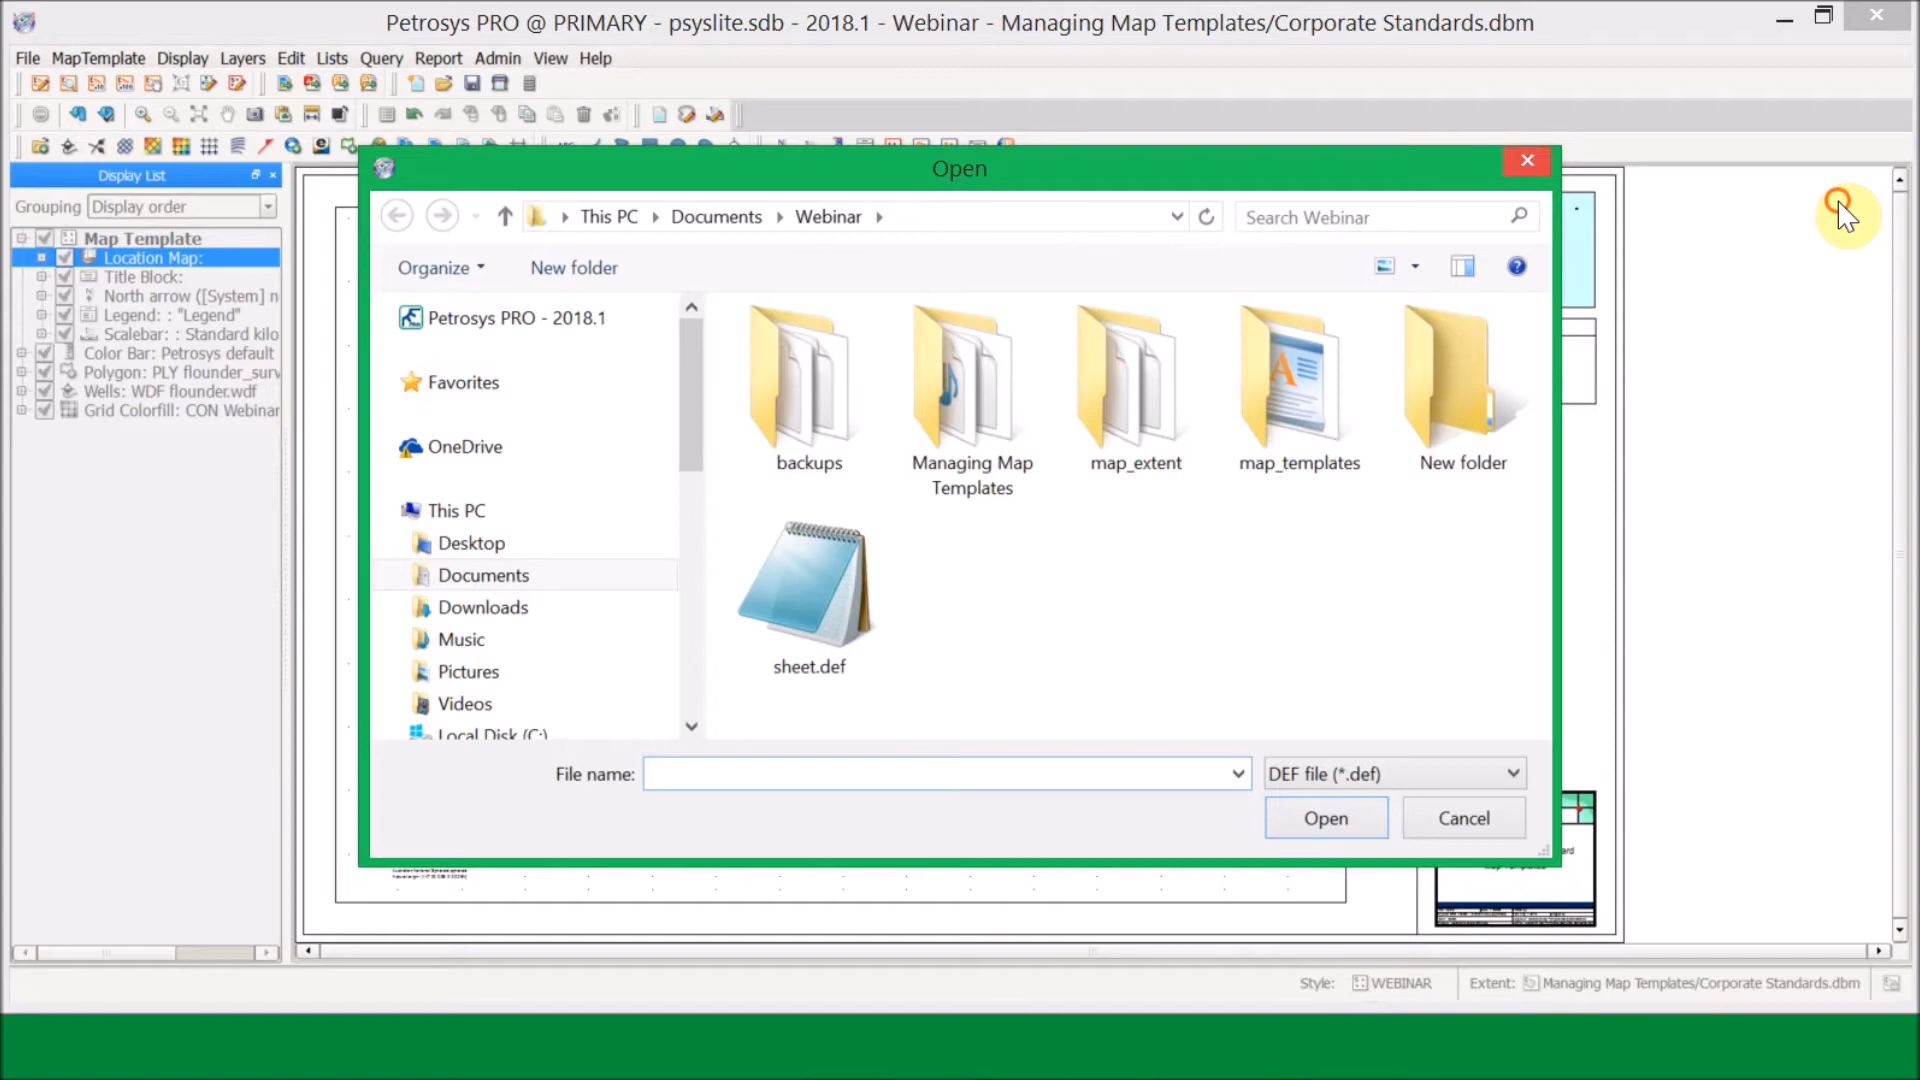 Petrosys PRO @ PRIMARY - psyslite.sdb - 2018.1 - Webinar - Managing Map Templates/Corporate Standards.dbm
File MapTemplate Display Layers Edit Lists Query Report Admin View Help
Display List
Grouping Display order
Map Template
Location Map:
Title Block:
North arrow ([System] n
Legend: : "Legend"
Scalebar: : Standard kilo
Color Bar: Petrosys default
Polygon: PLY flounder_surv
Wells: WDF flounder.wdf
Grid Colorfill: CON Webinar
Open
This PC Documents Webinar
Search Webinar
Organize New folder
Petrosys PRO - 2018.1
Favorites
OneDrive
This PC
Desktop
Documents
Downloads
Music
Pictures
Videos
Local Disk (C:)
backups
Managing Map
Templates
map_extent
map_templates
New folder
sheet.def
File name:
DEF file (*.def)
Open Cancel
Style: WEBINAR Extent: Managing Map Templates/Corporate Standards.dbm